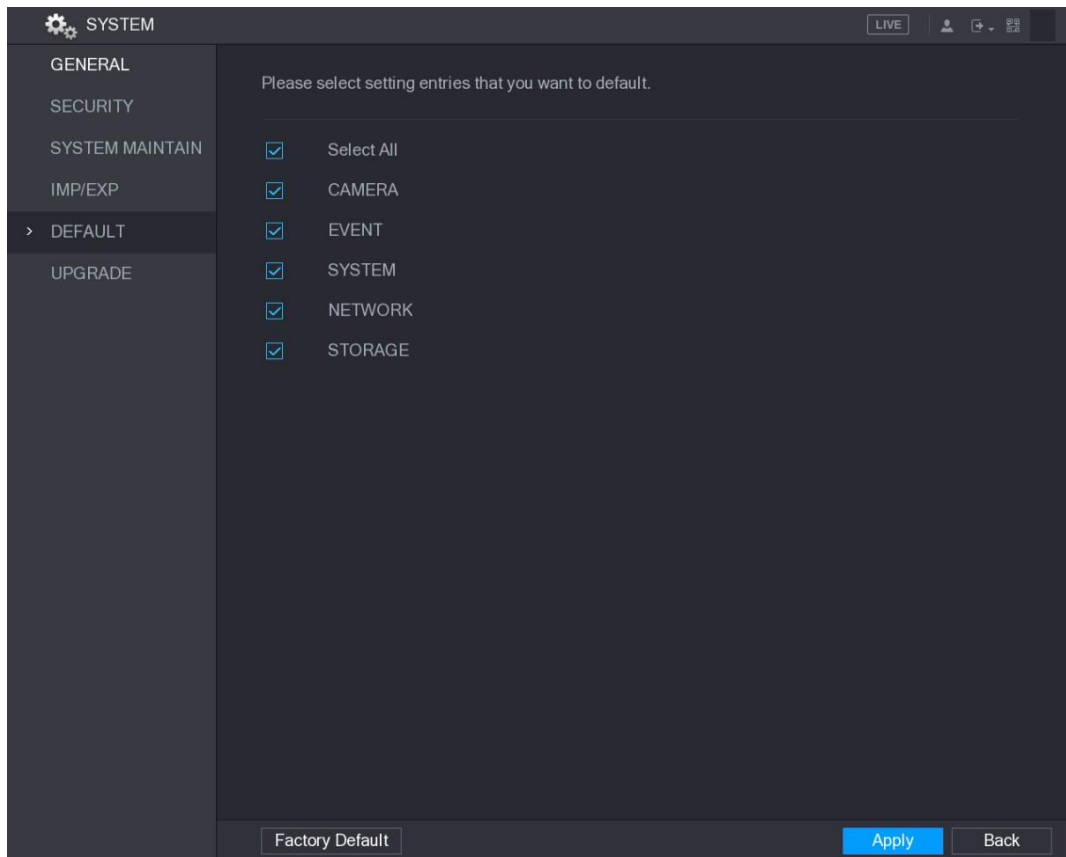 SYSTEM
LIVE
GENERAL
SECURITY
SYSTEM MAINTAIN
IMP/EXP
> DEFAULT
UPGRADE
Please select setting entries that you want to default.
Select All
CAMERA
EVENT
SYSTEM
NETWORK
STORAGE
Factory Default
Apply
Back